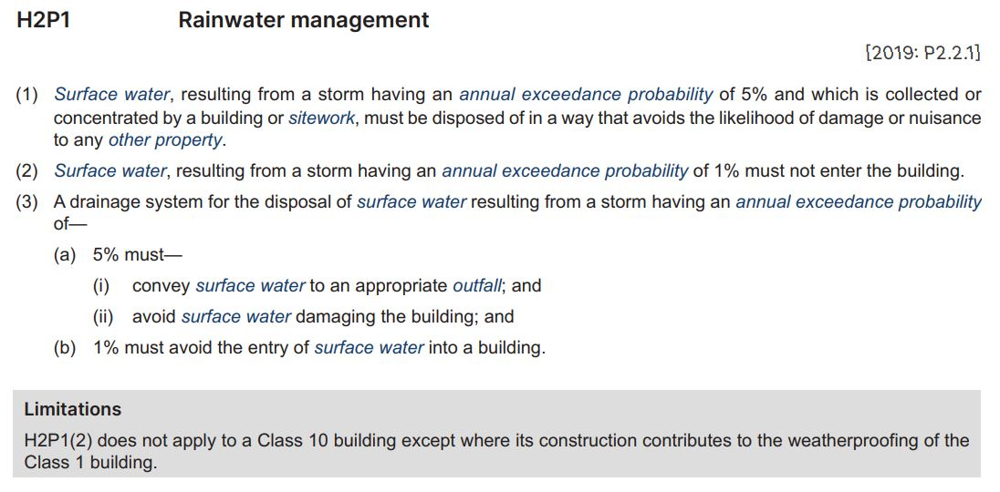 H2P1 Rainwater management
[2019: P2.2.1]
(1) Surface water, resulting from a storm having an annual exceedance probability of 5% and which is collected or
concentrated by a building or sitework, must be disposed of in a way that avoids the likelihood of damage or nuisance
to any other property.
(2) Surface water, resulting from a storm having an annual exceedance probability of 1% must not enter the building.
(3) A drainage system for the disposal of surface water resulting from a storm having an annual exceedance probability
of—
(a) 5% must—
(i) convey surface water to an appropriate outfall; and
(ii) avoid surface water damaging the building; and
(b) 1% must avoid the entry of surface water into a building.
Limitations
H2P1(2) does not apply to a Class 10 building except where its construction contributes to the weatherproofing of the
Class 1 building.